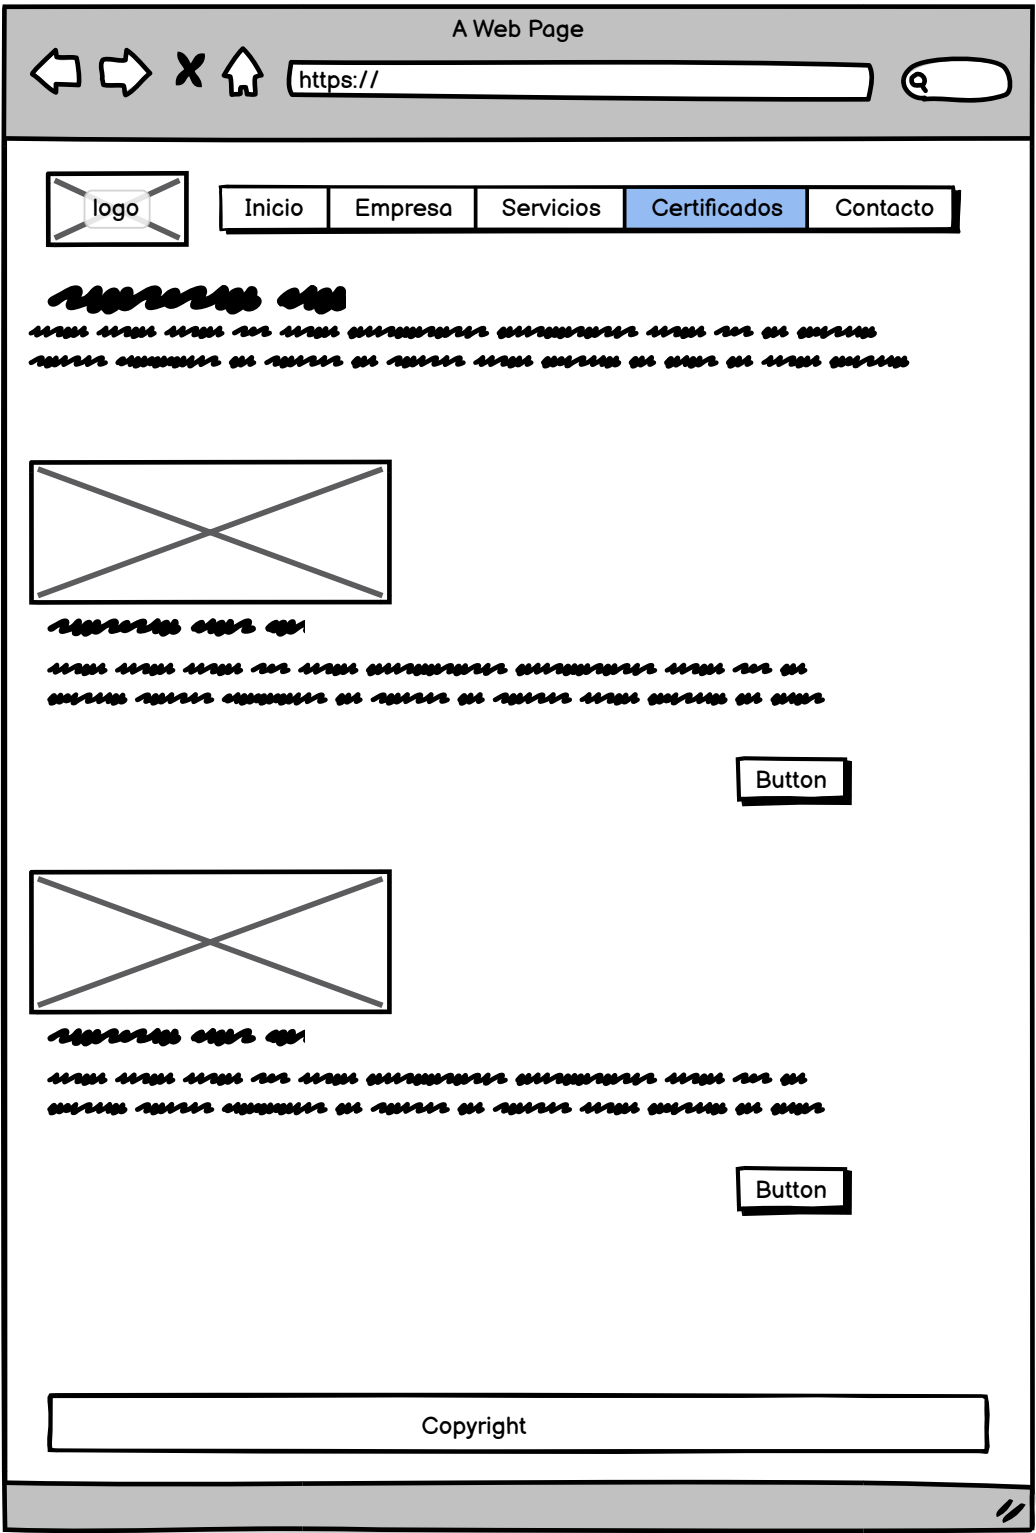 A Web Page
https://
logo
Inicio Empresa Servicios Certificados Contacto
Button
Button
Copyright